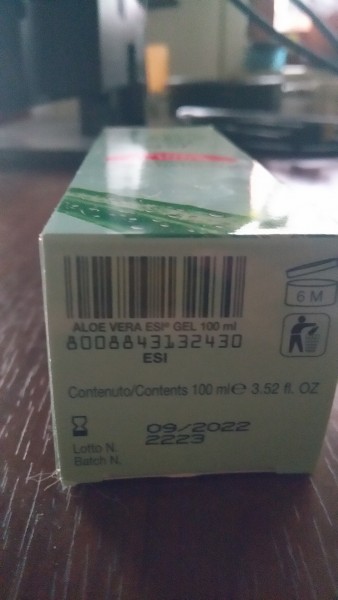 ALOE VERA ESI® GEL 100 ml
8008843132430
ESI
6 M
Contenuto/Contents 100 ml℮ 3.52 fl. OZ
09/2022
Lotto N. 2223
Batch N.